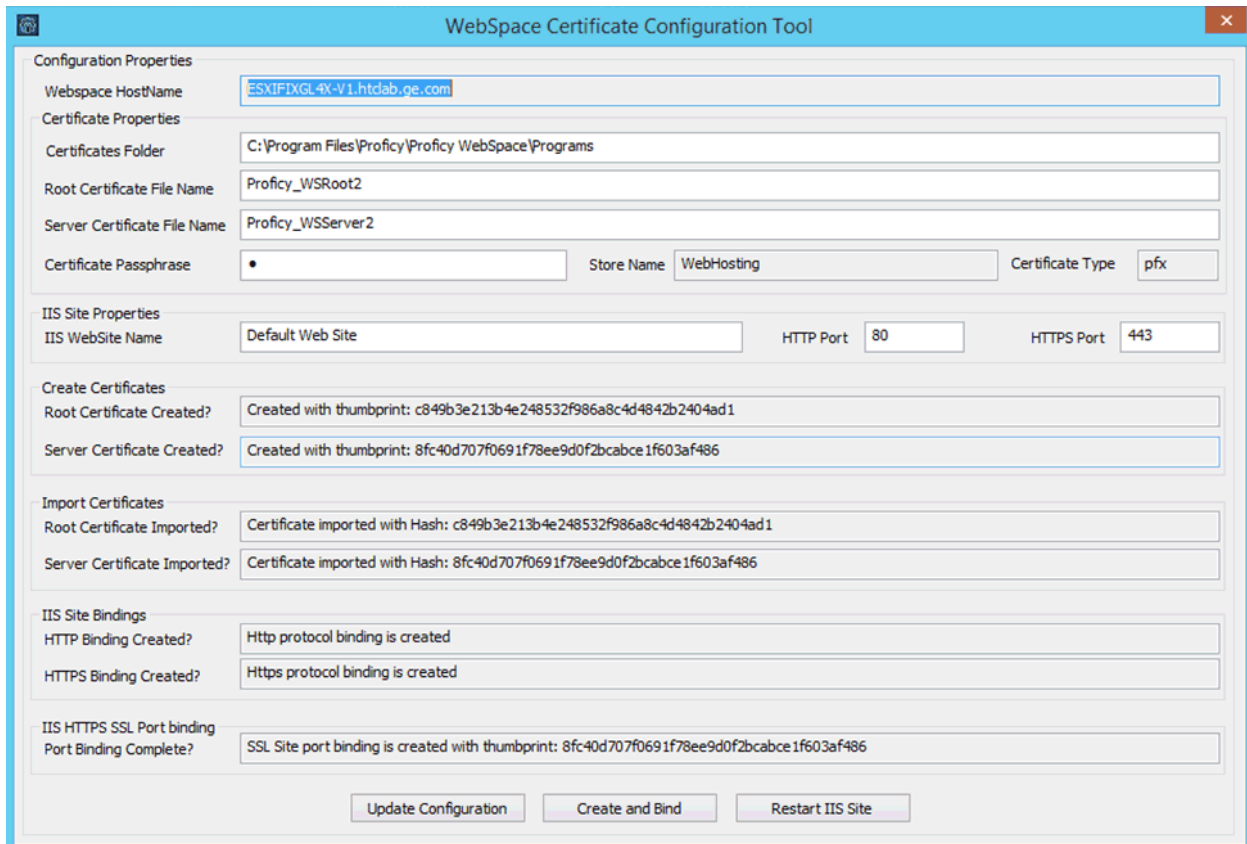 WebSpace Certificate Configuration Tool
Configuration Properties
Webspace HostName ESXIFIXGL4X-V1.htclab.ge.com
Certificate Properties
Certificates Folder C:\Program Files\Proficy\Proficy WebSpace\Programs
Root Certificate File Name Proficy_WSRoot2
Server Certificate File Name Proficy_WSServer2
Certificate Passphrase ● Store Name WebHosting Certificate Type pfx
IIS Site Properties
IIS WebSite Name Default Web Site HTTP Port 80 HTTPS Port 443
Create Certificates
Root Certificate Created? Created with thumbprint: c849b3e213b4e248532f986a8c4d4842b2404ad1
Server Certificate Created? Created with thumbprint: 8fc40d707f0691f78ee9d0f2bcabce1f603af486
Import Certificates
Root Certificate Imported? Certificate imported with Hash: c849b3e213b4e248532f986a8c4d4842b2404ad1
Server Certificate Imported? Certificate imported with Hash: 8fc40d707f0691f78ee9d0f2bcabce1f603af486
IIS Site Bindings
HTTP Binding Created? Http protocol binding is created
HTTPS Binding Created? Https protocol binding is created
IIS HTTPS SSL Port binding
Port Binding Complete? SSL Site port binding is created with thumbprint: 8fc40d707f0691f78ee9d0f2bcabce1f603af486
Update Configuration Create and Bind Restart IIS Site